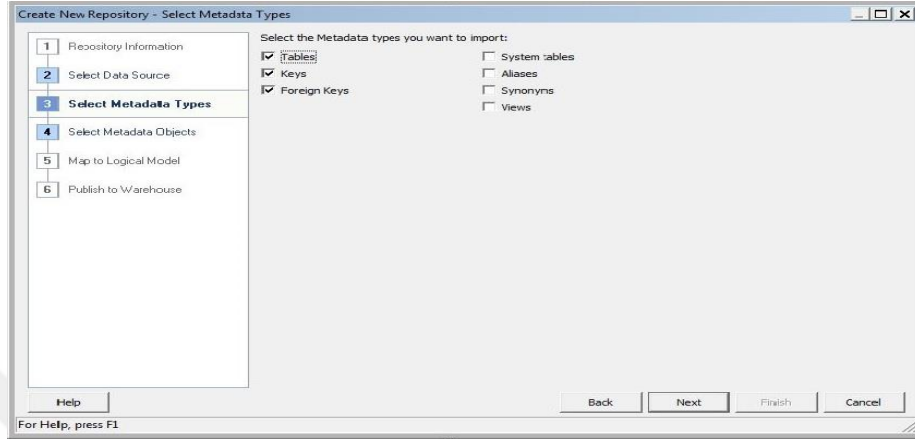 Create New Repository - Select Metadata Types
1 Repository Information
2 Select Data Source
3 Select Metadata Types
4 Select Metadata Objects
5 Map to Logical Model
6 Publish to Warehouse
Select the Metadata types you want to import:
Tables
Keys
Foreign Keys
System tables
Aliases
Synonyms
Views
Help
Back
Next
Finish
Cancel
For Help, press F1